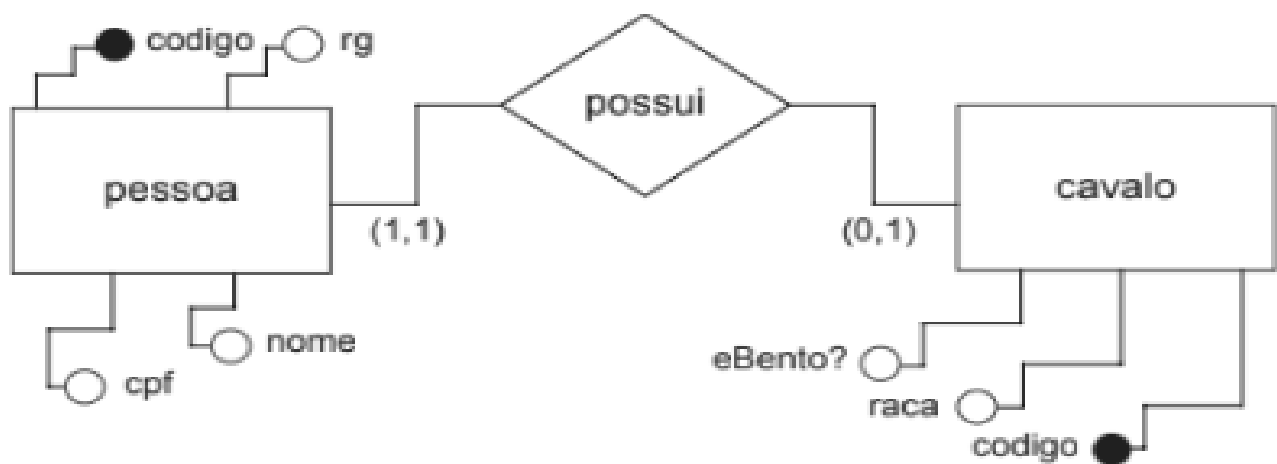 codigo
rg
possui
pessoa
cavalo
(1,1)
(0,1)
nome
eBento?
cpf
raca
codigo